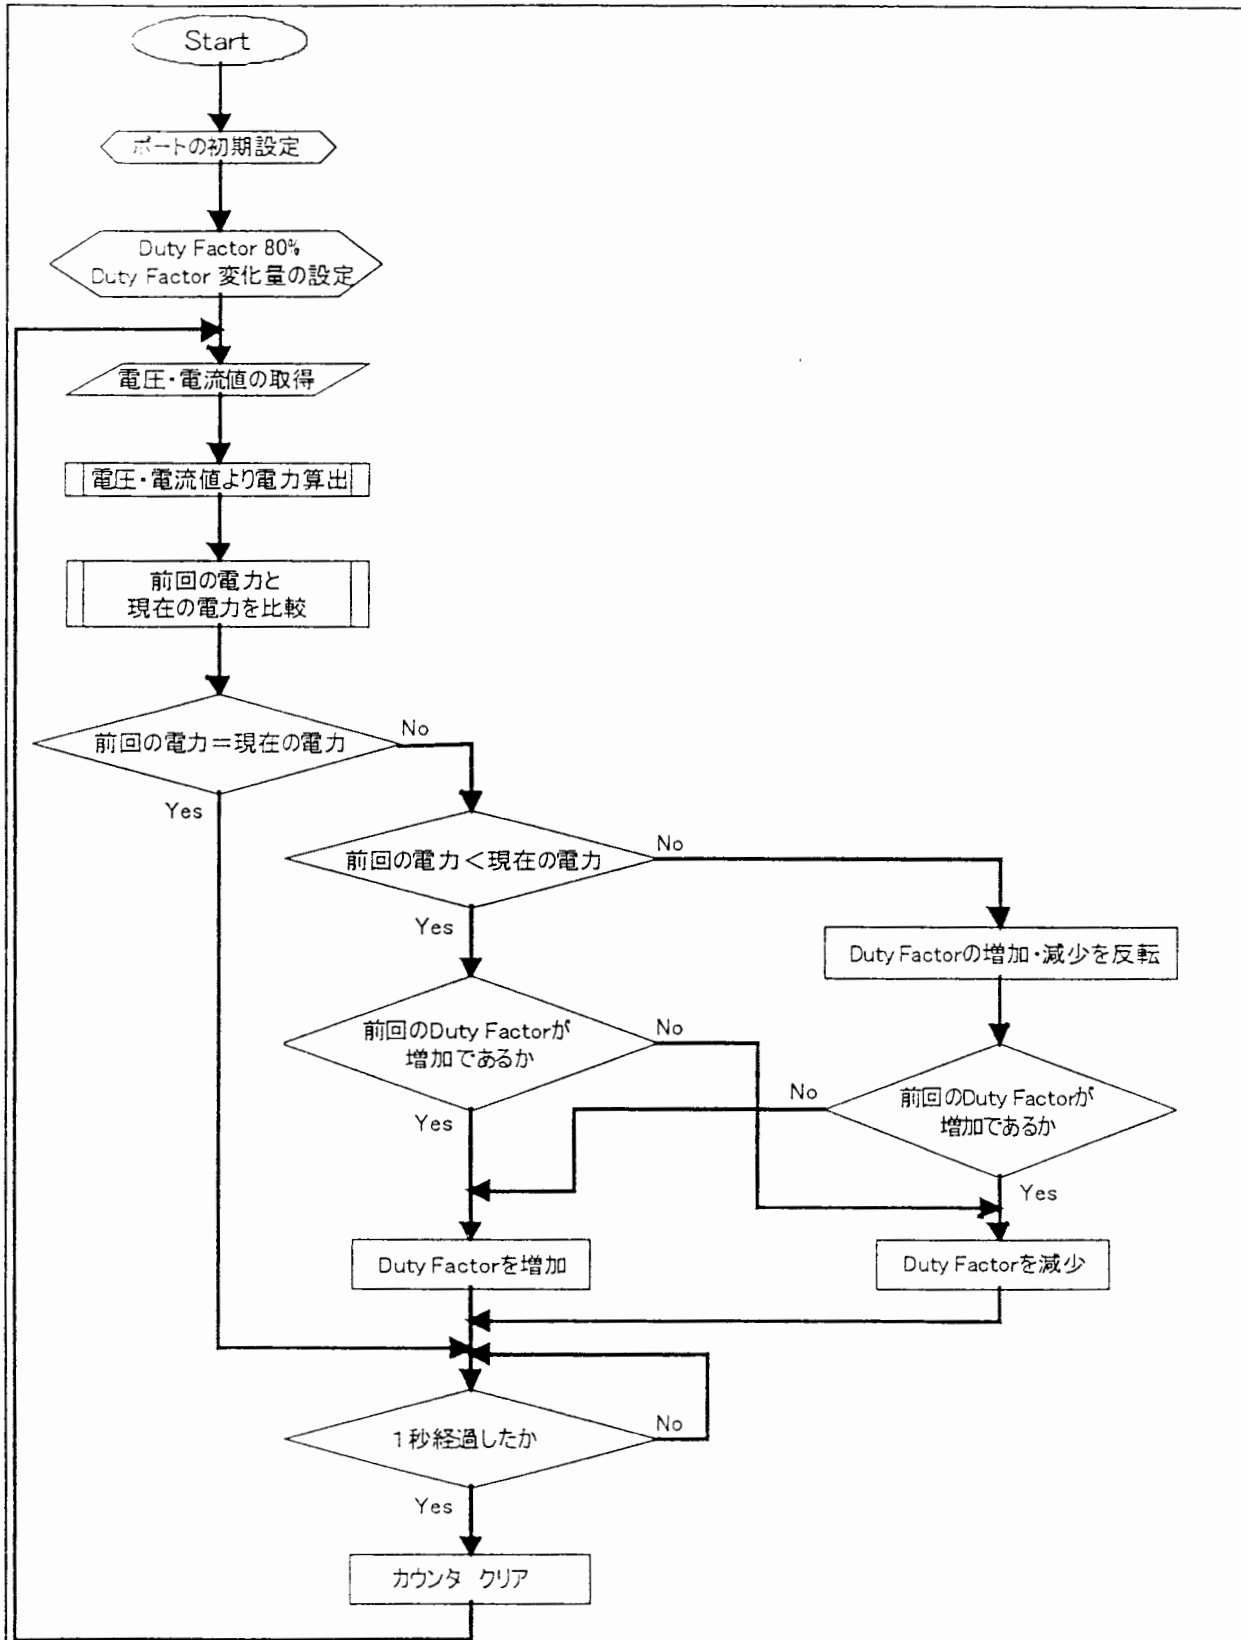 Start
ポートの初期設定
Duty Factor 80%
Duty Factor 変化量の設定
電圧・電流値の取得
電圧・電流値より電力算出
前回の電力と
現在の電力を比較
前回の電力＝現在の電力
No
Yes
前回の電力＜現在の電力
No
Yes
Duty Factorの増加・減少を反転
前回のDuty Factorが
増加であるか
No
Yes
前回のDuty Factorが
増加であるか
No
Yes
Duty Factorを増加
Duty Factorを減少
1秒経過したか
No
Yes
カウンタ クリア